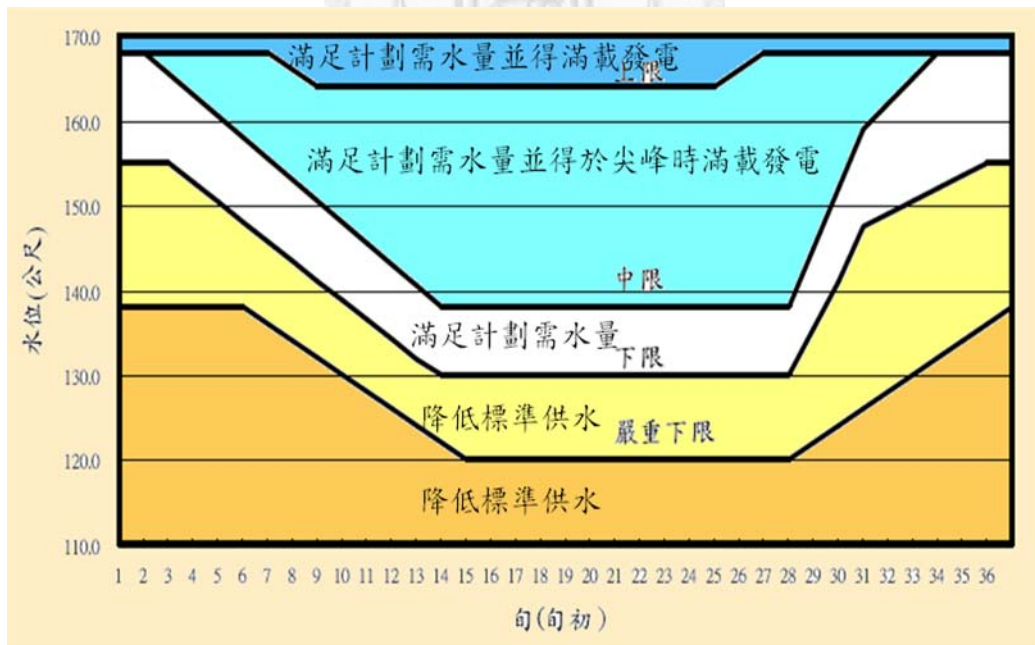 170.0
160.0
150.0
140.0
130.0
120.0
110.0
水位(公尺)
滿足計劃需水量並得滿載發電
上限
滿足計劃需水量並得於尖峰時滿載發電
中限
滿足計劃需水量
下限
降低標準供水
嚴重下限
降低標準供水
1 2 3 4 5 6 7 8 9 10 11 12 13 14 15 16 17 18 19 20 21 22 23 24 25 26 27 28 29 30 31 32 33 34 35 36
旬(旬初)